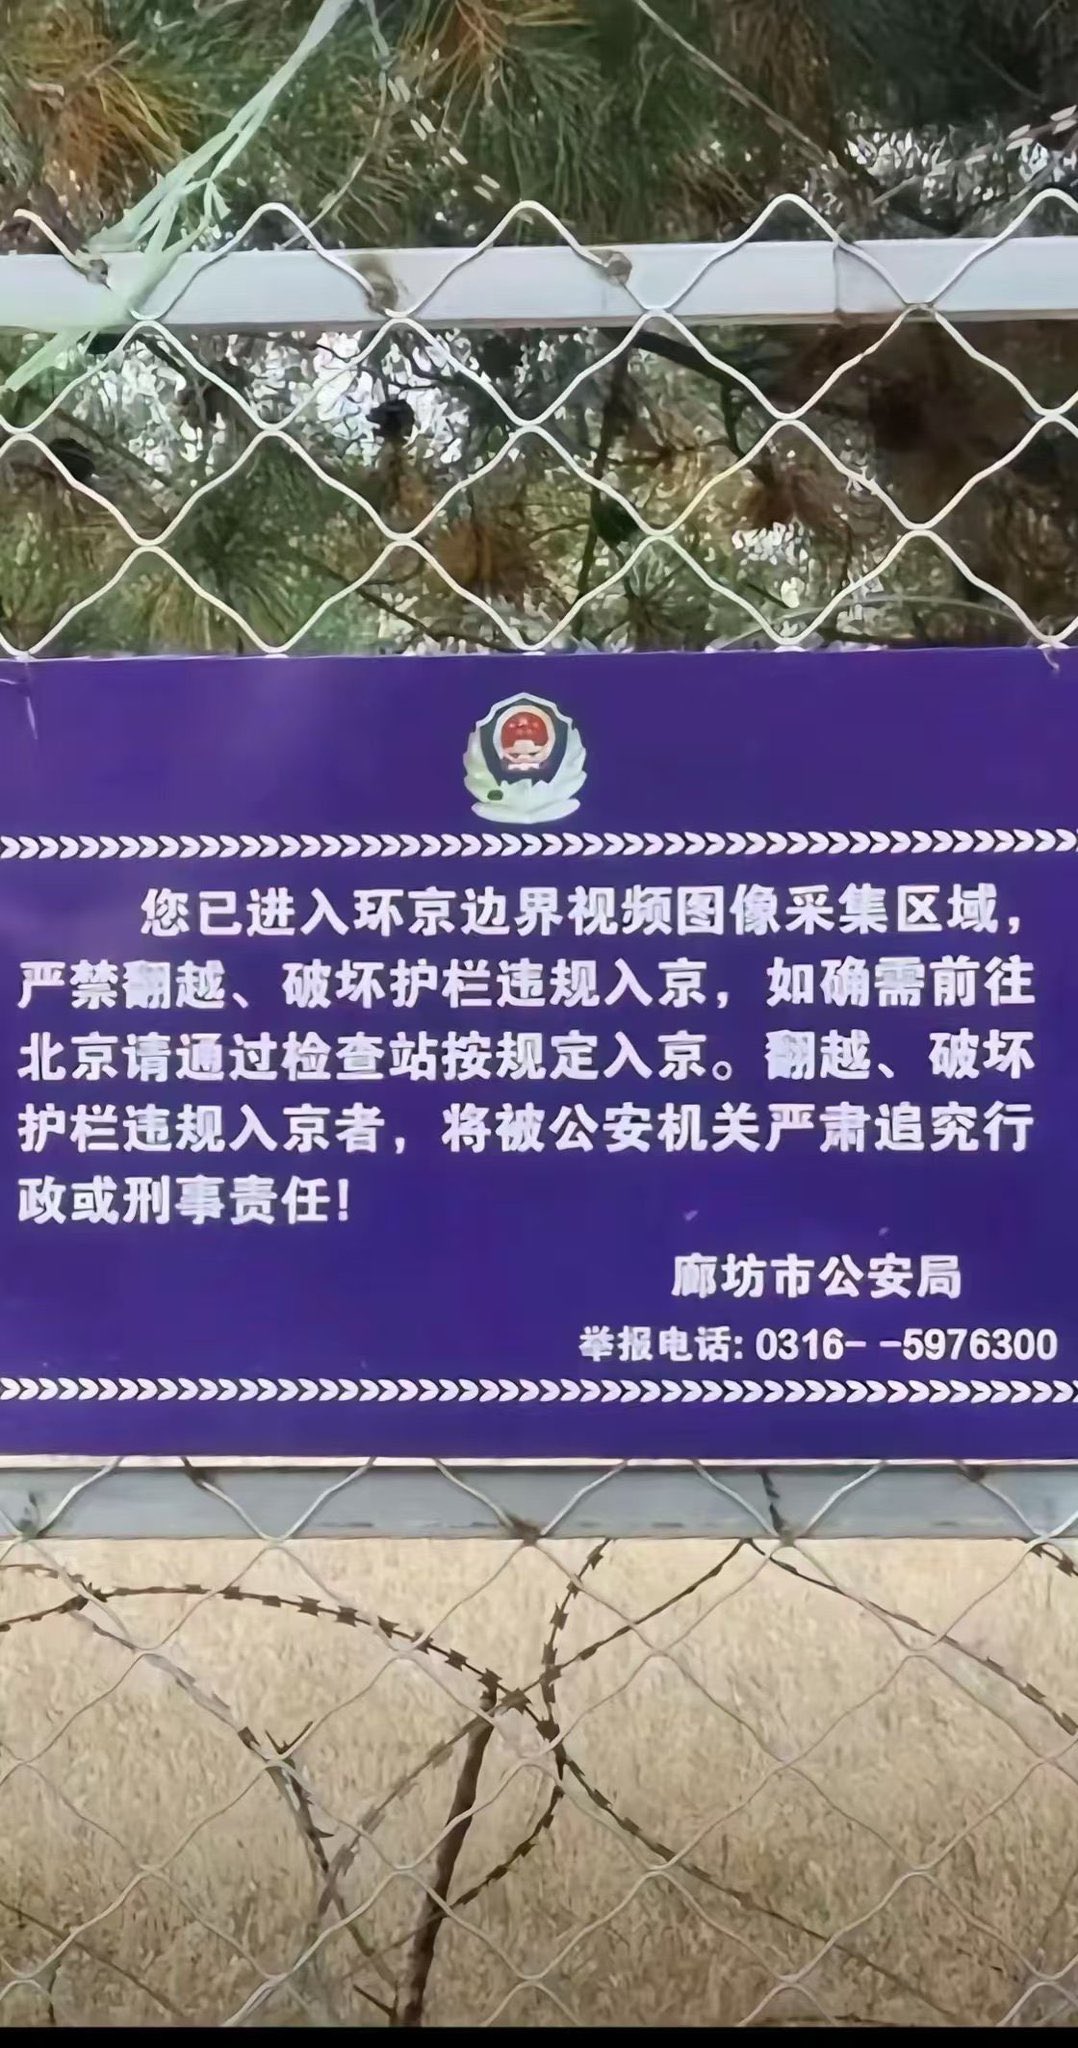 您已进入环京边界视频图像采集区域，
严禁翻越、破坏护栏违规入京，如确需前往
北京请通过检查站按规定入京。翻越、破坏
护栏违规入京者，将被公安机关严肃追究行
政或刑事责任！
廊坊市公安局
举报电话: 0316- -5976300